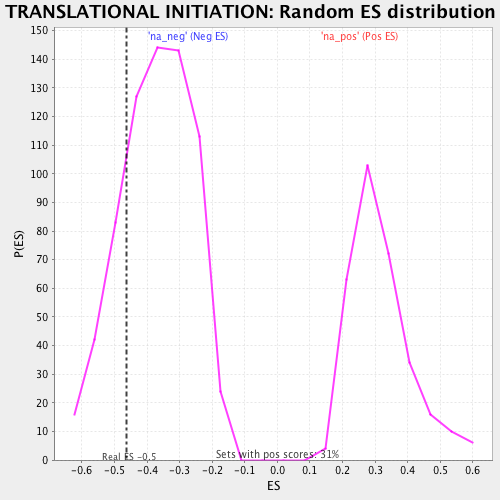 TRANSLATIONAL INITIATION: Random ES distribution
'na_neg' (Neg ES)
'na_pos' (Pos ES)
150
140
130
120
110
100
90
80
70
60
50
40
30
20
10
0
P(ES)
Real ES -0.5
Sets with pos scores: 31%
-0.6 -0.5 -0.4 -0.3 -0.2 -0.1 0.0 0.1 0.2 0.3 0.4 0.5 0.6
ES